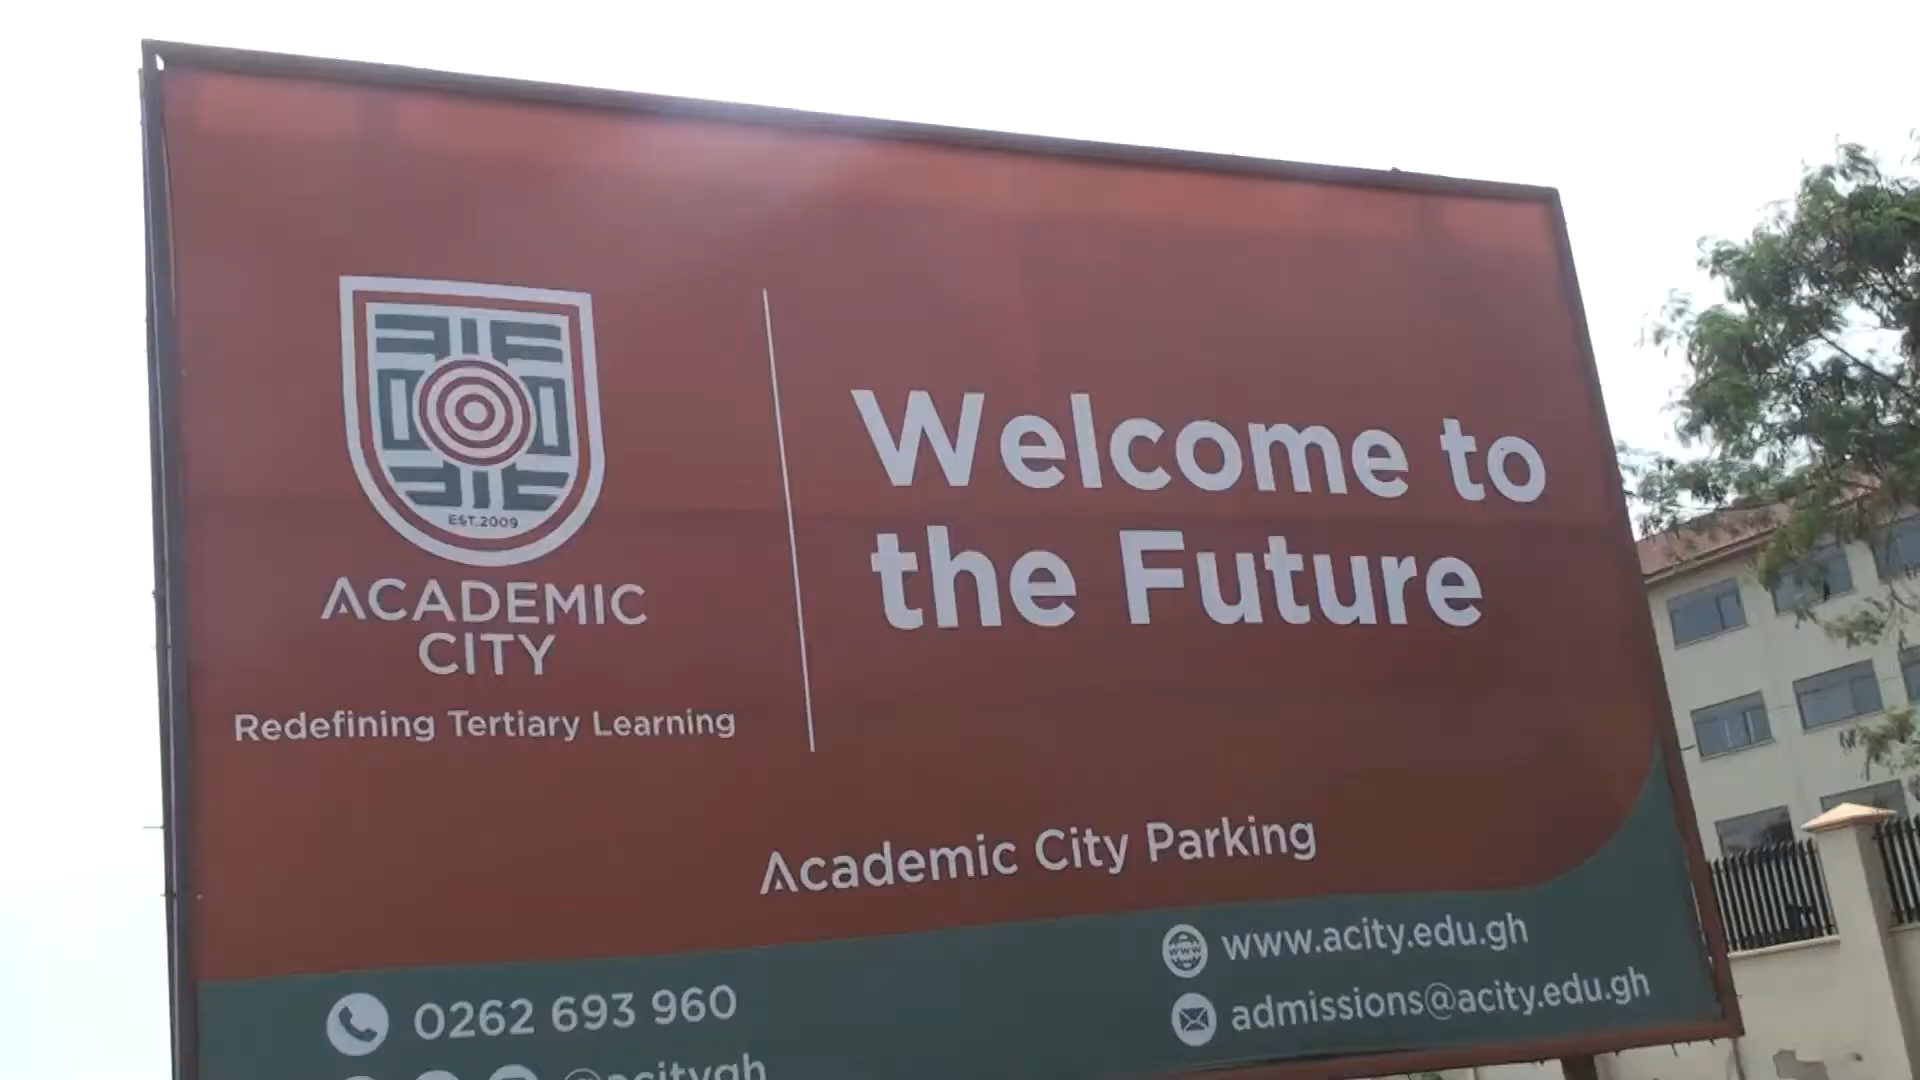 EST.2009
ACADEMIC
CITY
Redefining Tertiary Learning
Welcome to
the Future
Academic City Parking
0262 693 960
@acitygh
www.acity.edu.gh
admissions@acity.edu.gh